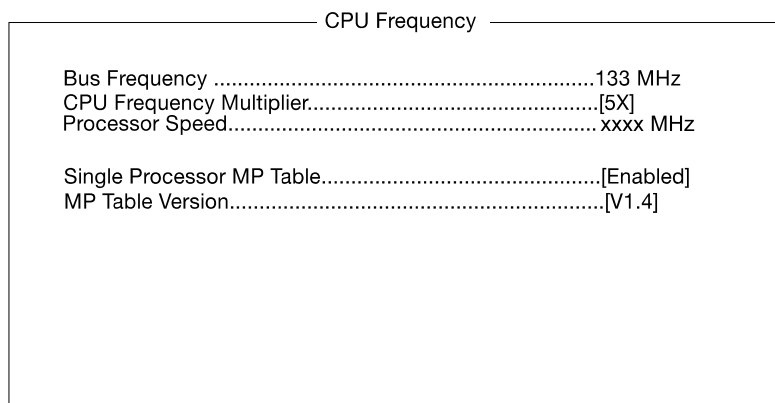 CPU Frequency
Bus Frequency ................................................................133 MHz
CPU Frequency Multiplier.................................................[5X]
Processor Speed.............................................................. xxxx MHz
Single Processor MP Table...............................................[Enabled]
MP Table Version...............................................................[V1.4]